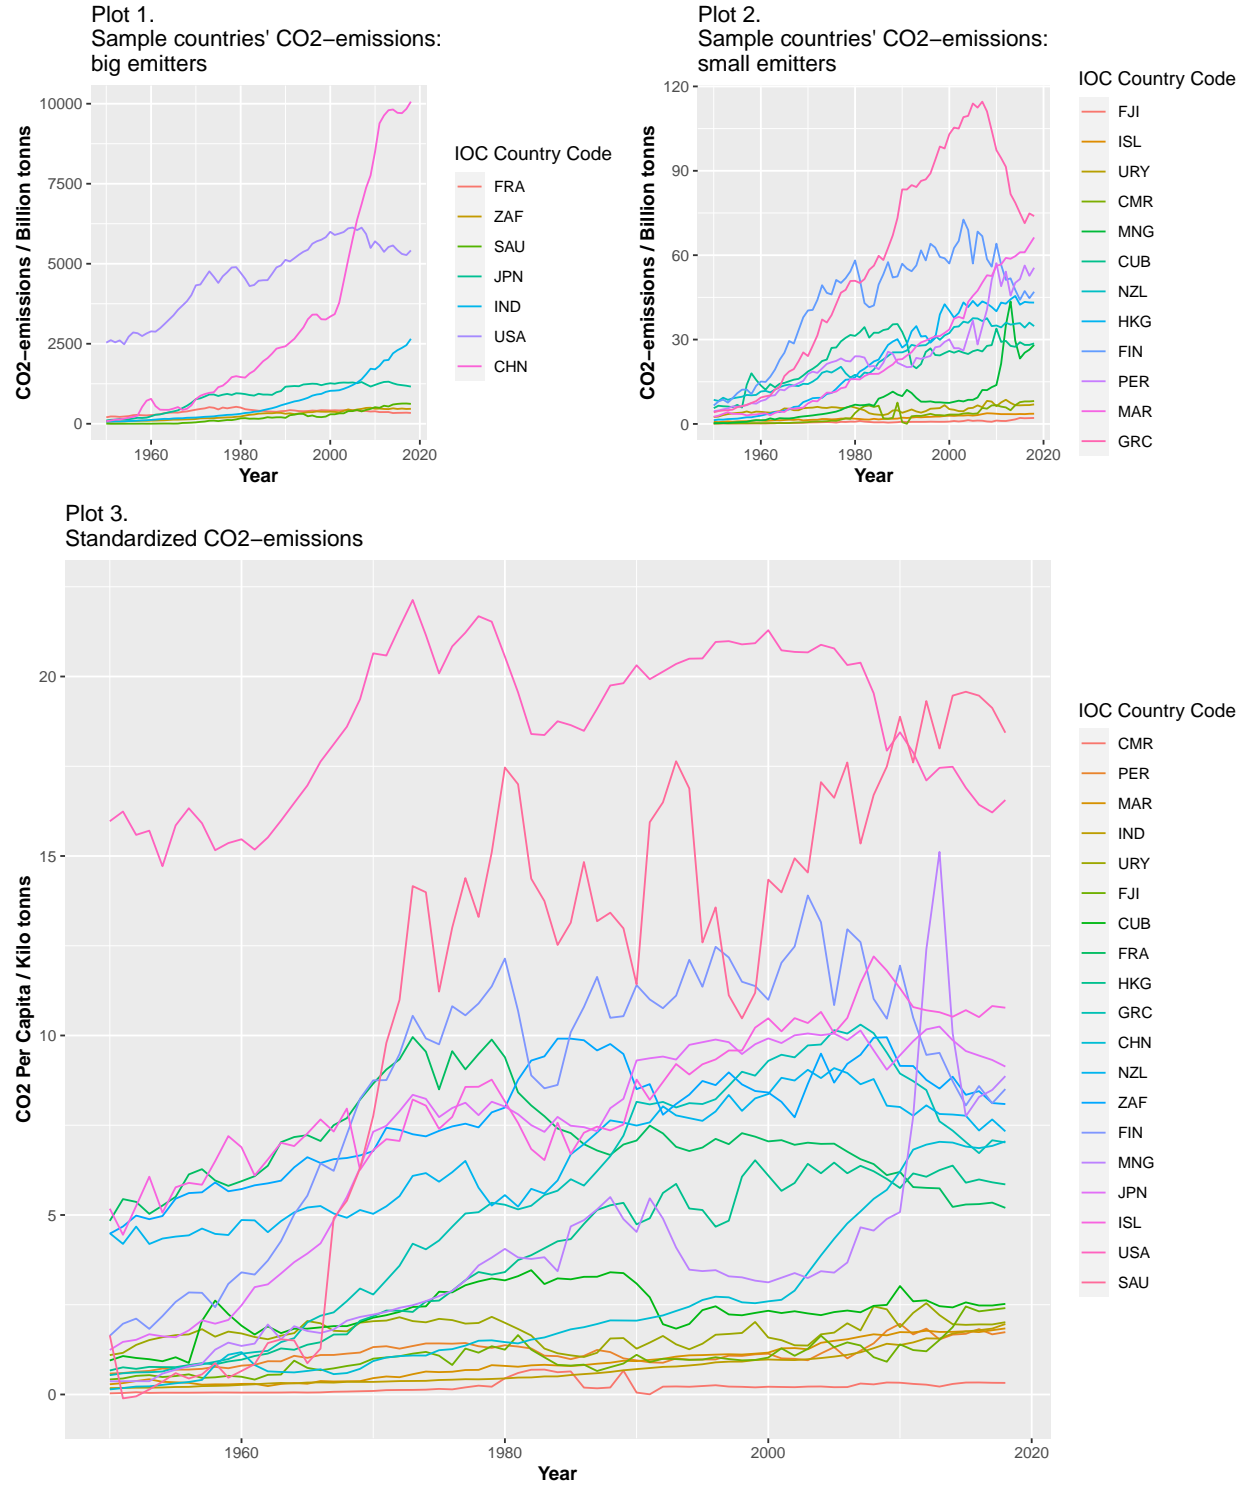 Plot 1.
Sample countries' CO2−emissions:
big emitters
CO2−emissions / Billion tonns
10000
7500
5000
2500
0
1960
1980
2000
2020
Year
IOC Country Code
FRA
ZAF
SAU
JPN
IND
USA
CHN
Plot 2.
Sample countries' CO2−emissions:
small emitters
CO2−emissions / Billion tonns
120
90
60
30
0
1960
1980
2000
2020
Year
IOC Country Code
FJI
ISL
URY
CMR
MNG
CUB
NZL
HKG
FIN
PER
MAR
GRC
Plot 3.
Standardized CO2−emissions
CO2 Per Capita / Kilo tonns
20
15
10
5
0
1960
1980
2000
2020
Year
IOC Country Code
CMR
PER
MAR
IND
URY
FJI
CUB
FRA
HKG
GRC
CHN
NZL
ZAF
FIN
MNG
JPN
ISL
USA
SAU